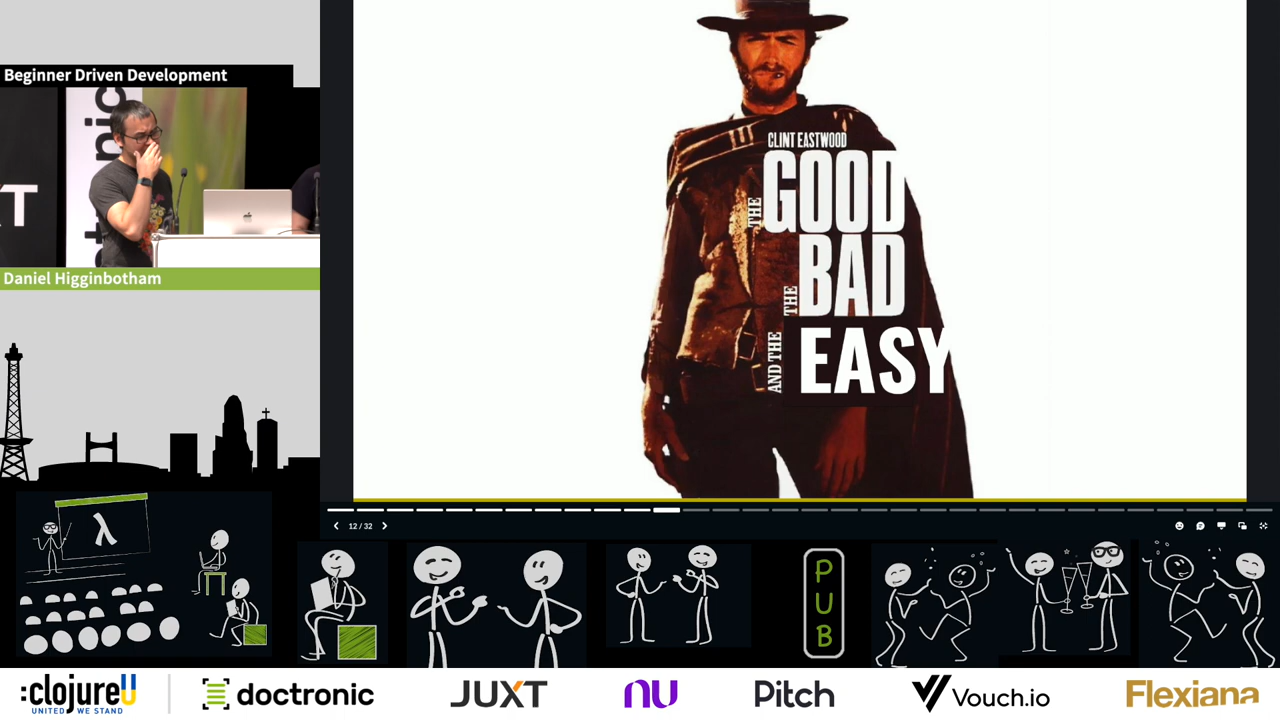 Beginner Driven Development
Daniel Higginbotham
CLINT EASTWOOD
THE GOOD
THE BAD
AND THE EASY
12 / 32
λ
PUB
:clojureU
UNITED WE STAND
doctronic
JUXT
nu
Pitch
Vouch.io
Flexiana